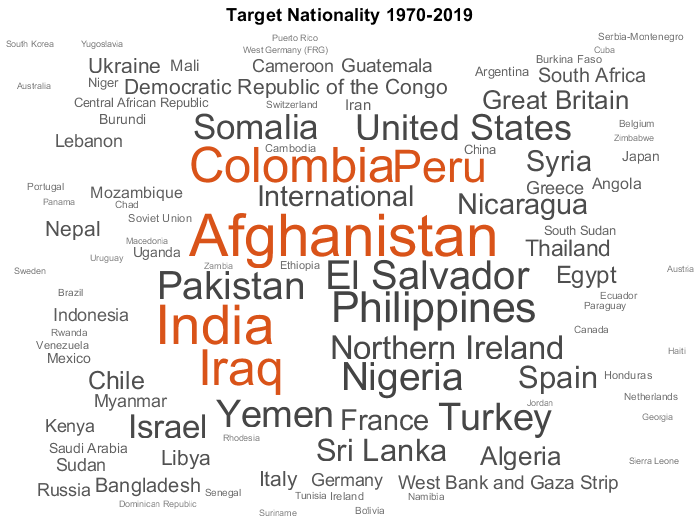 Target Nationality 1970-2019
Puerto Rico
Serbia-Montenegro
South Korea
Yugoslavia
West Germany (FRG)
Cuba
Ukraine
Mali
Cameroon
Guatemala
Burkina Faso
Argentina
South Africa
Australia
Niger
Democratic Republic of the Congo
Central African Republic
Switzerland
Iran
Great Britain
Burundi
Somalia
United States
Belgium
Lebanon
Zimbabwe
Cambodia
China
Colombia
Peru
Syria
Japan
Portugal
Mozambique
International
Greece
Angola
Panama
Chad
Nicaragua
Soviet Union
Nepal
Afghanistan
South Sudan
Macedonia
Uganda
Thailand
Uruguay
Zambia
Ethiopia
Sweden
Pakistan
El Salvador
Egypt
Austria
Brazil
Philippines
Ecuador
Paraguay
Indonesia
India
Canada
Rwanda
Venezuela
Northern Ireland
Haiti
Mexico
Iraq
Chile
Nigeria
Spain
Honduras
Myanmar
Jordan
Netherlands
Kenya
Israel
Yemen
France
Turkey
Georgia
Rhodesia
Saudi Arabia
Sudan
Libya
Sri Lanka
Algeria
Sierra Leone
Russia
Bangladesh
Italy
Germany
West Bank and Gaza Strip
Senegal
Tunisia
Ireland
Namibia
Dominican Republic
Suriname
Bolivia